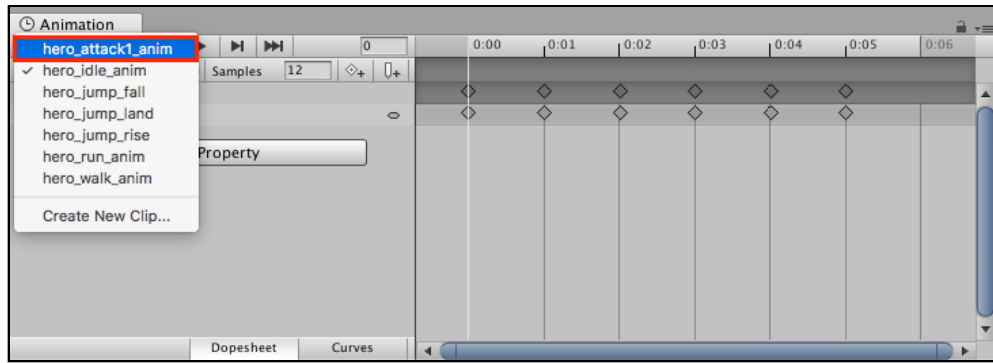 Animation
hero_attack1_anim
0
0:00 0:01 0:02 0:03 0:04 0:05 0:06
hero_idle_anim
Samples 12
hero_jump_fall
hero_jump_land
hero_jump_rise
hero_run_anim
Property
hero_walk_anim
Create New Clip...
Dopesheet Curves